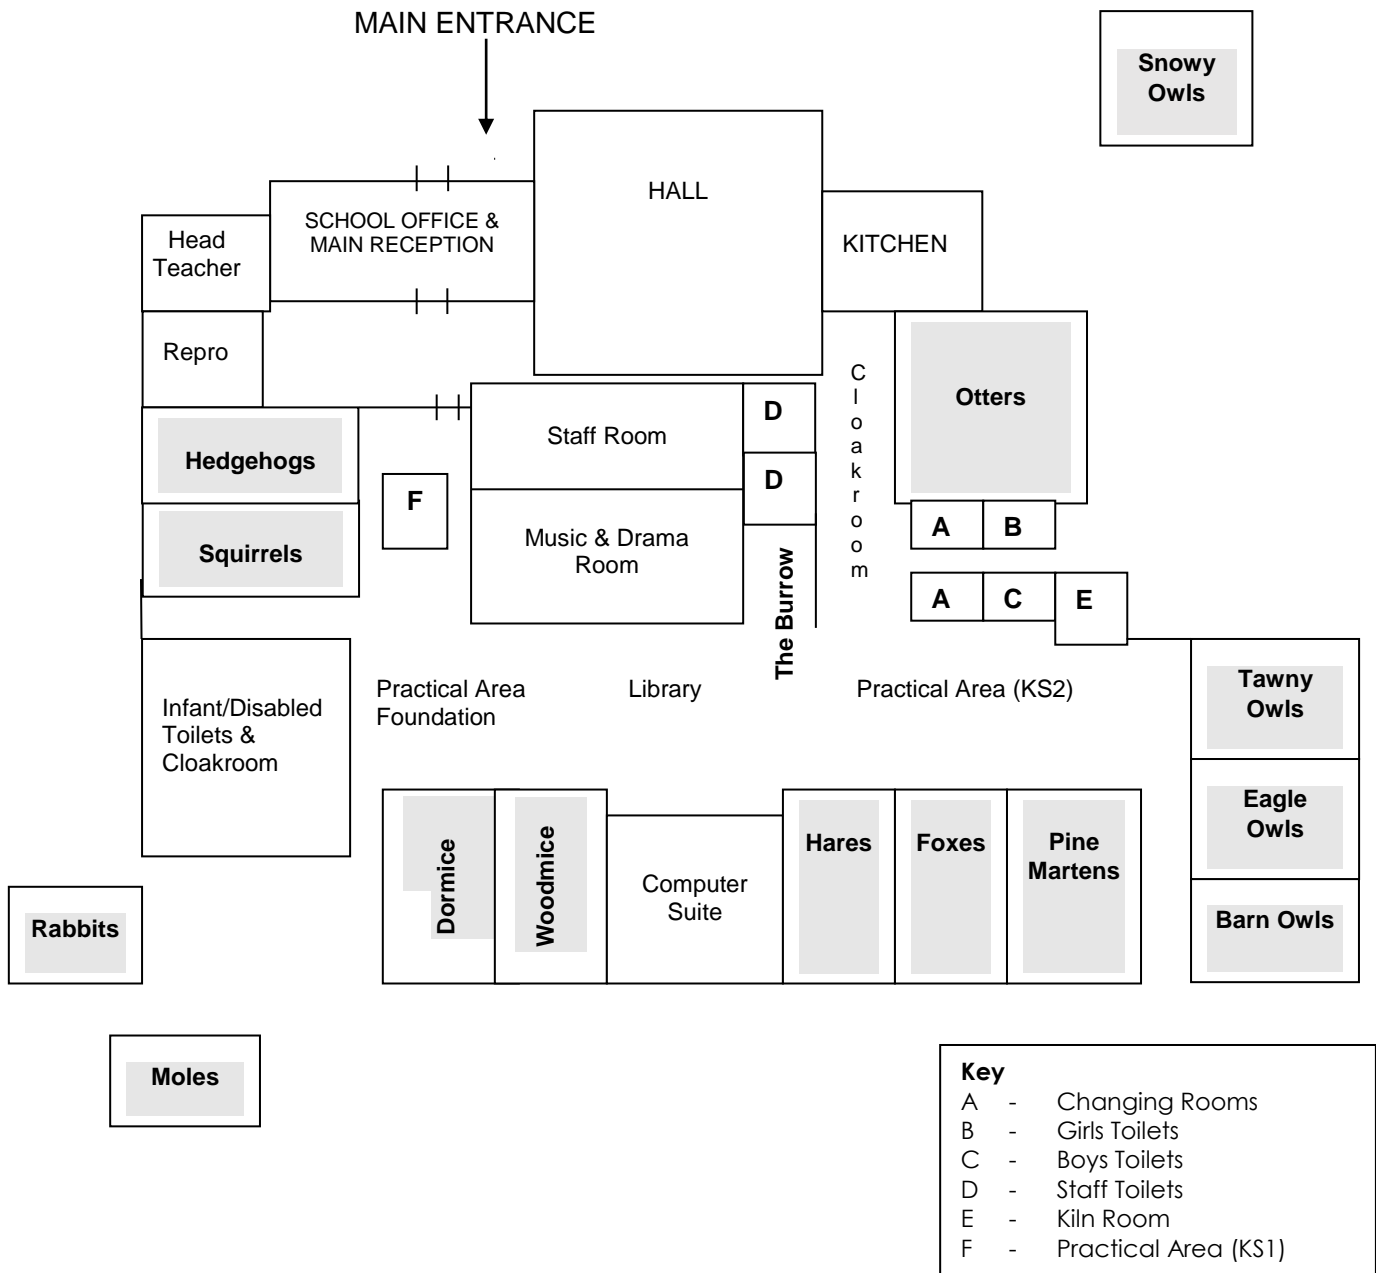 MAIN ENTRANCE
Snowy
Owls
HALL
SCHOOL OFFICE &
MAIN RECEPTION
Head
Teacher
KITCHEN
Repro
Cloakroom
Otters
D
Staff Room
Hedgehogs
D
F
A
B
Music & Drama
Room
Squirrels
The Burrow
A
C
E
Practical Area
Foundation
Library
Practical Area (KS2)
Tawny
Owls
Infant/Disabled
Toilets &
Cloakroom
Eagle
Owls
Dormice
Woodmice
Computer
Suite
Hares
Foxes
Pine
Martens
Barn Owls
Rabbits
Moles
Key
A - Changing Rooms
B - Girls Toilets
C - Boys Toilets
D - Staff Toilets
E - Kiln Room
F - Practical Area (KS1)